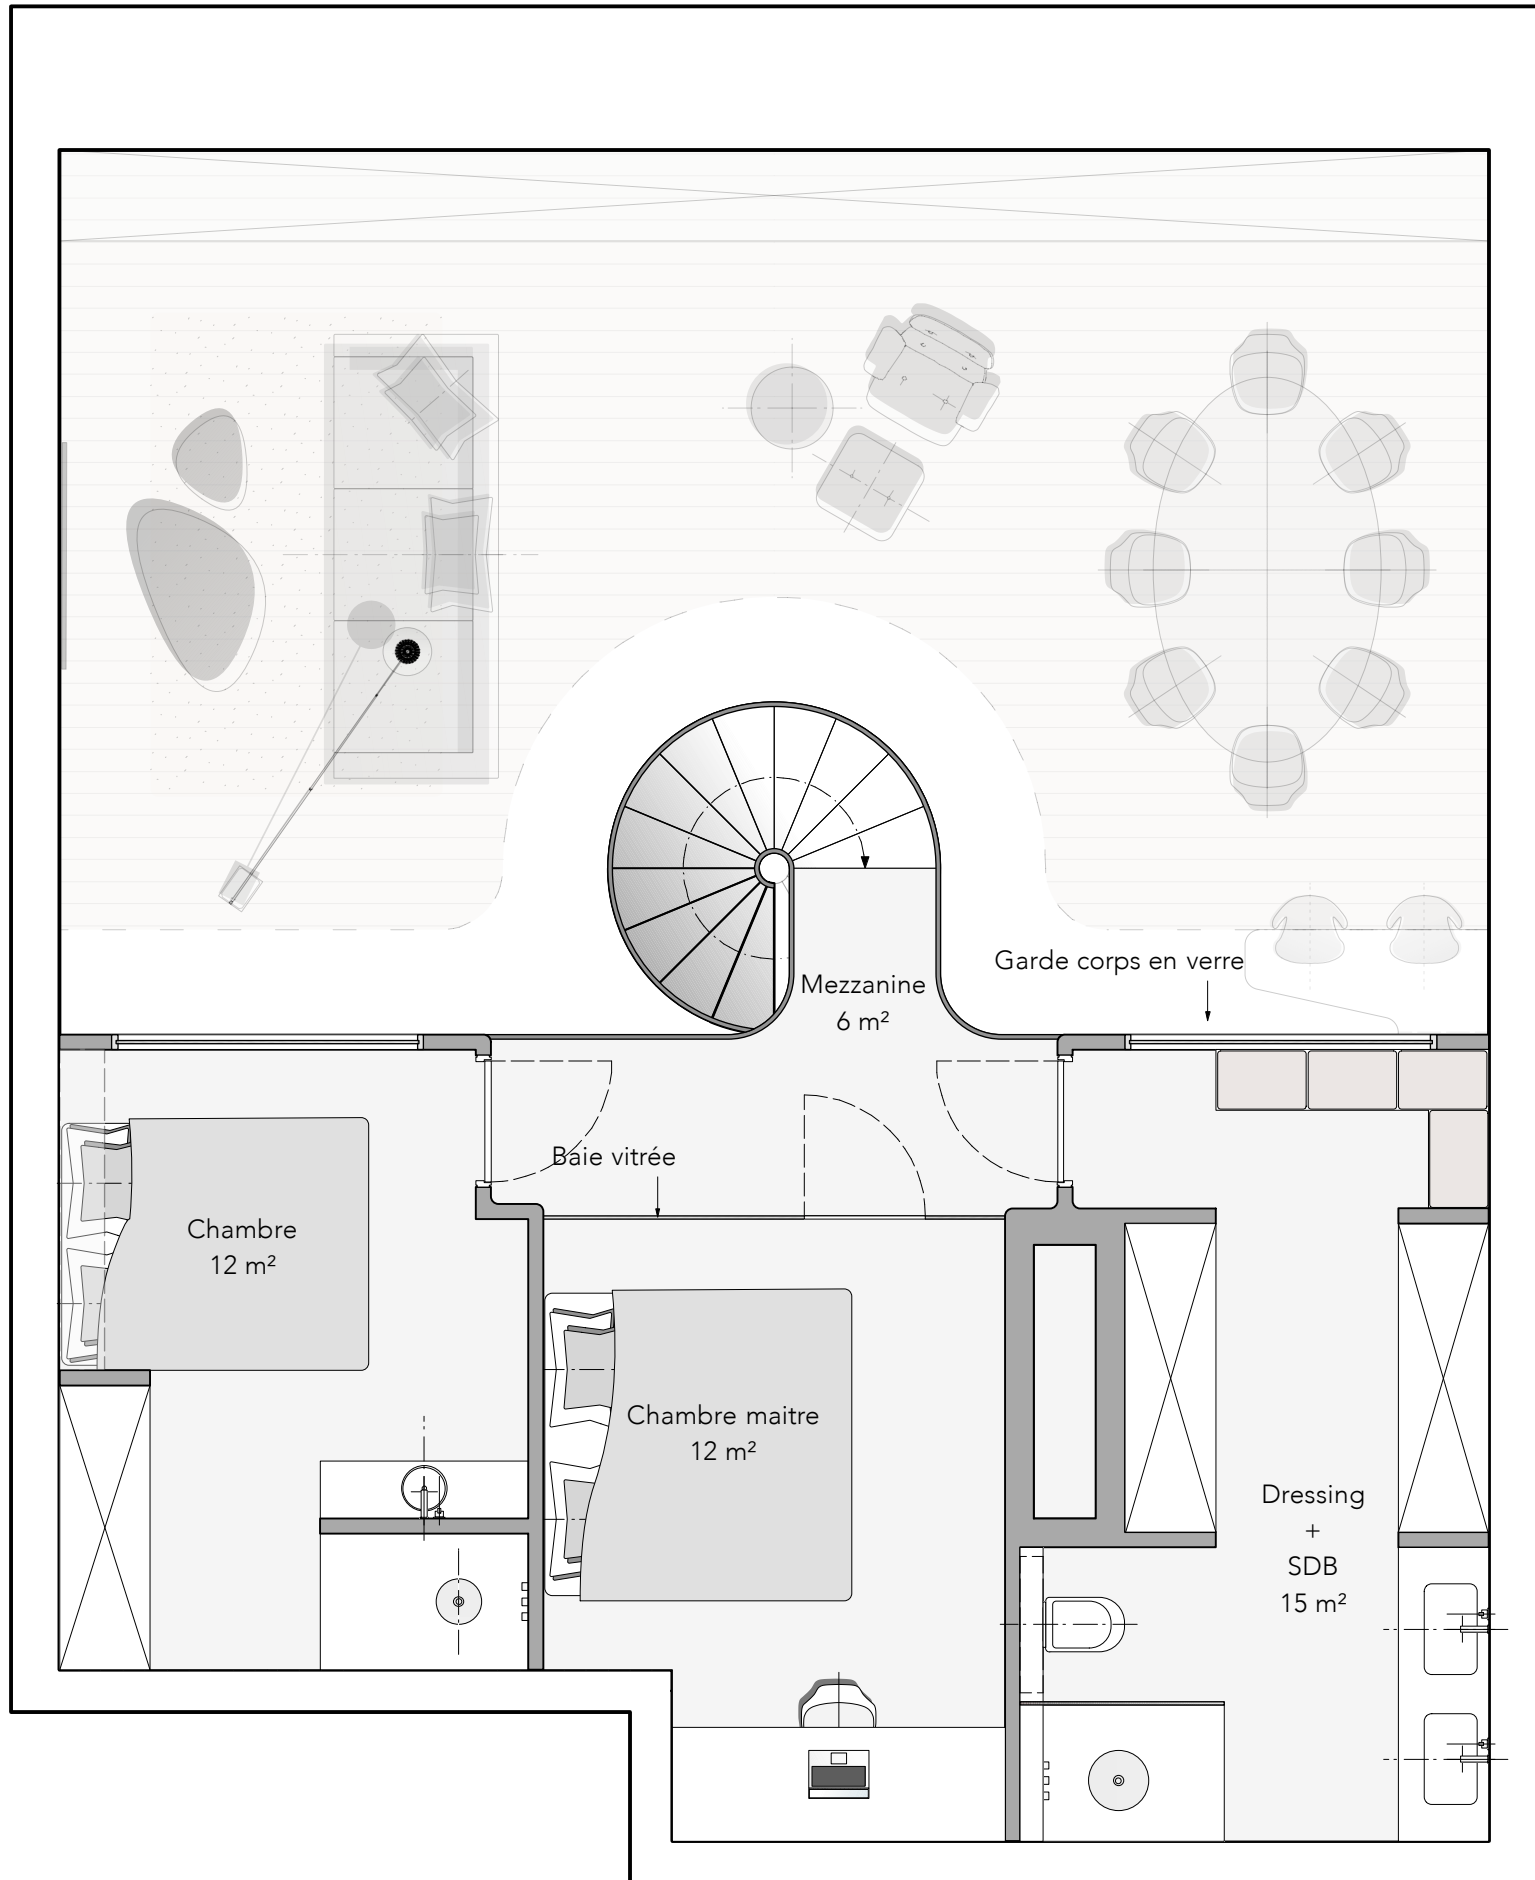 Garde corps en verre
Mezzanine
6 m²
Baie vitrée
Chambre
12 m²
Chambre maitre
12 m²
Dressing
+
SDB
15 m²